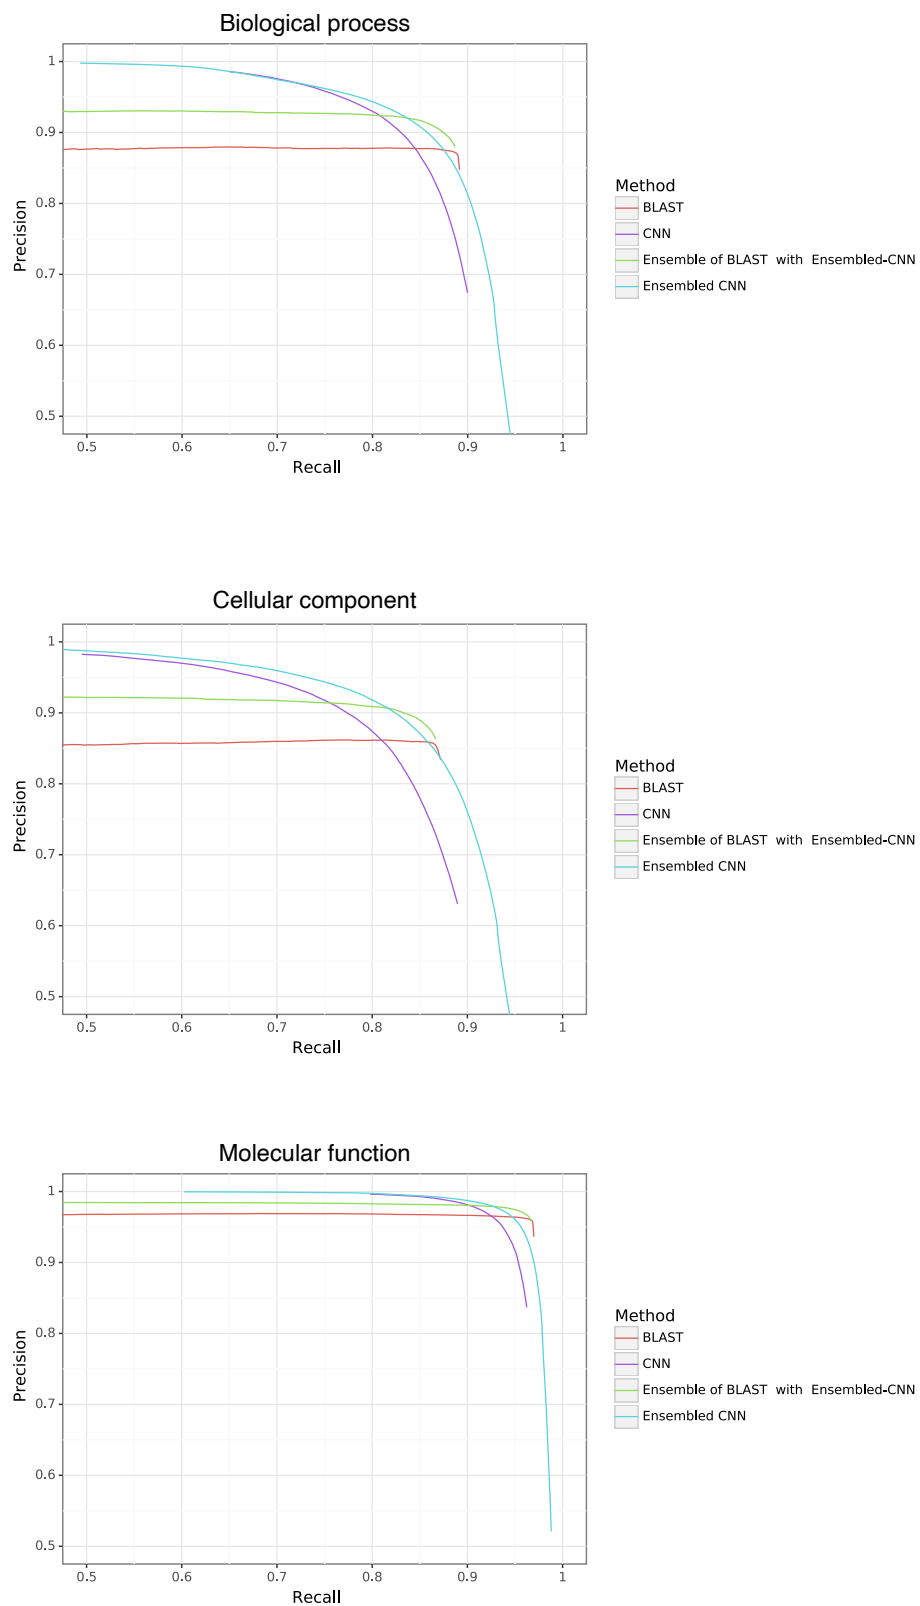 Biological process
1
0.9
0.8
0.7
0.6
0.5
Precision
0.5 0.6 0.7 0.8 0.9 1
Recall
Method
BLAST
CNN
Ensemble of BLAST with Ensembled-CNN
Ensembled CNN
Cellular component
1
0.9
0.8
0.7
0.6
0.5
Precision
0.5 0.6 0.7 0.8 0.9 1
Recall
Method
BLAST
CNN
Ensemble of BLAST with Ensembled-CNN
Ensembled CNN
Molecular function
1
0.9
0.8
0.7
0.6
0.5
Precision
0.5 0.6 0.7 0.8 0.9 1
Recall
Method
BLAST
CNN
Ensemble of BLAST with Ensembled-CNN
Ensembled CNN